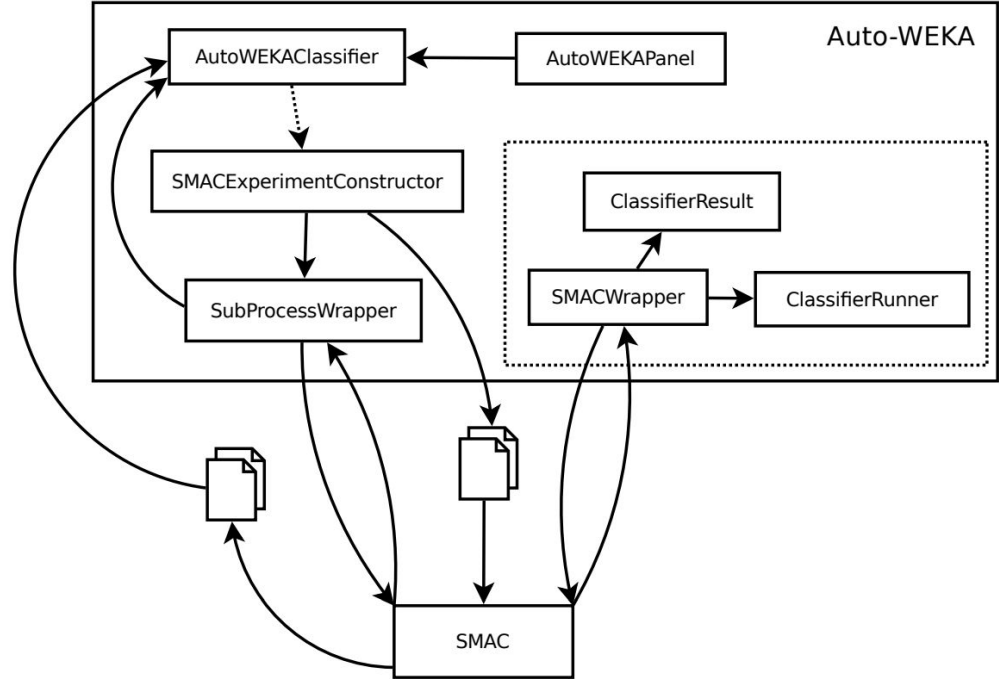 Auto-WEKA
AutoWEKAClassifier
AutoWEKAPanel
SMACExperimentConstructor
ClassifierResult
SubProcessWrapper
SMACWrapper
ClassifierRunner
SMAC